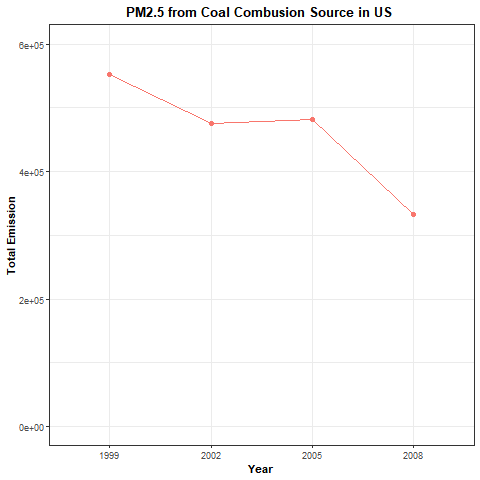 PM2.5 from Coal Combusion Source in US
6e+05
4e+05
2e+05
0e+00
Total Emission
1999 2002 2005 2008
Year